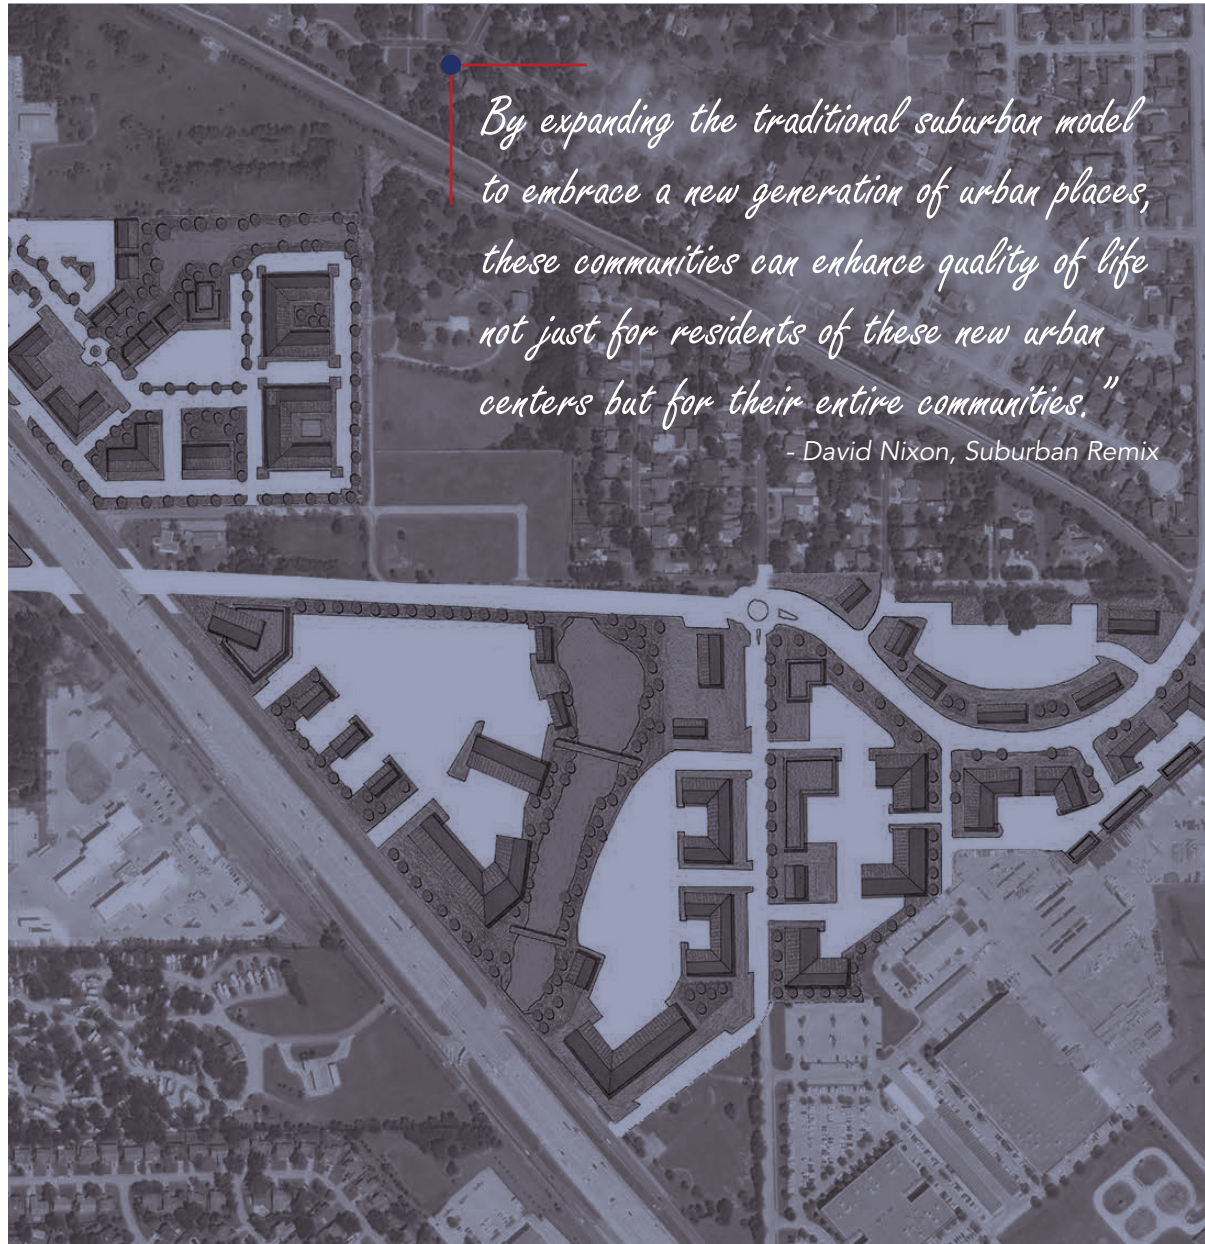 By expanding the traditional suburban model
to embrace a new generation of urban places,
these communities can enhance quality of life
not just for residents of these new urban
centers but for their entire communities.”
- David Nixon, Suburban Remix